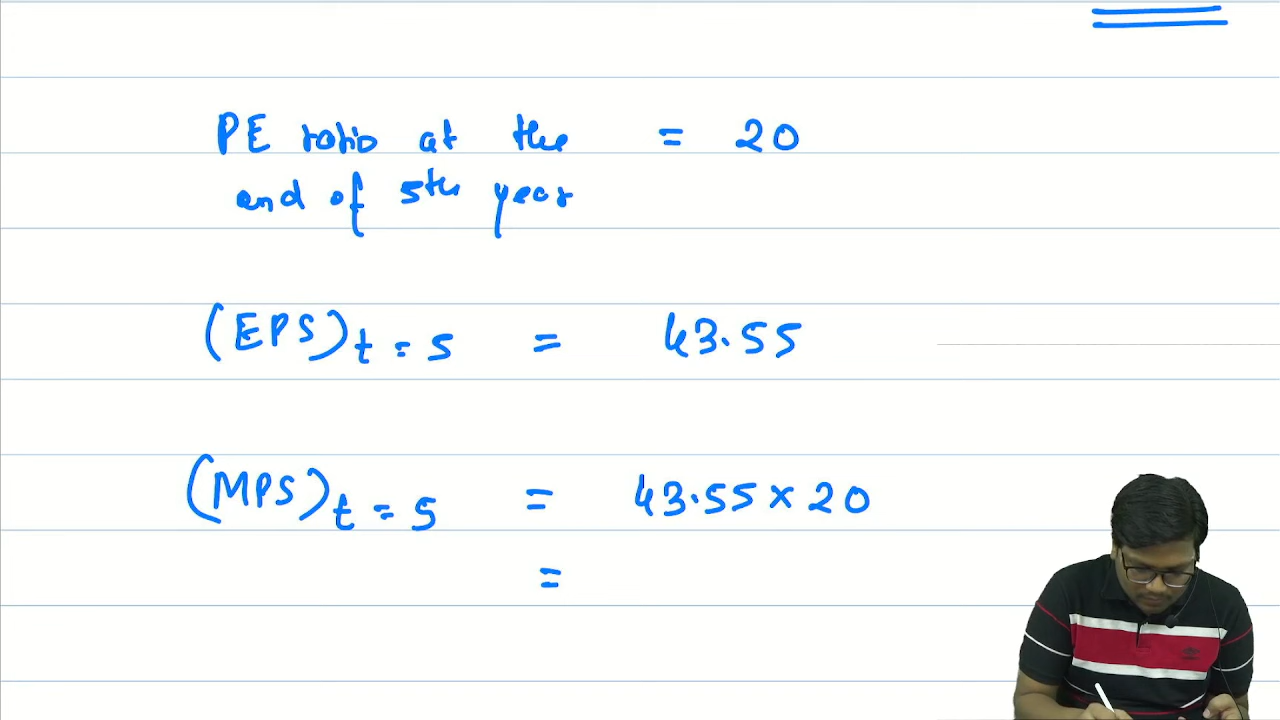 PE ratio at the = 20
end of 5th year
(EPS)t = 5 = 43.55
(MPS)t = 5 = 43.55 × 20
=